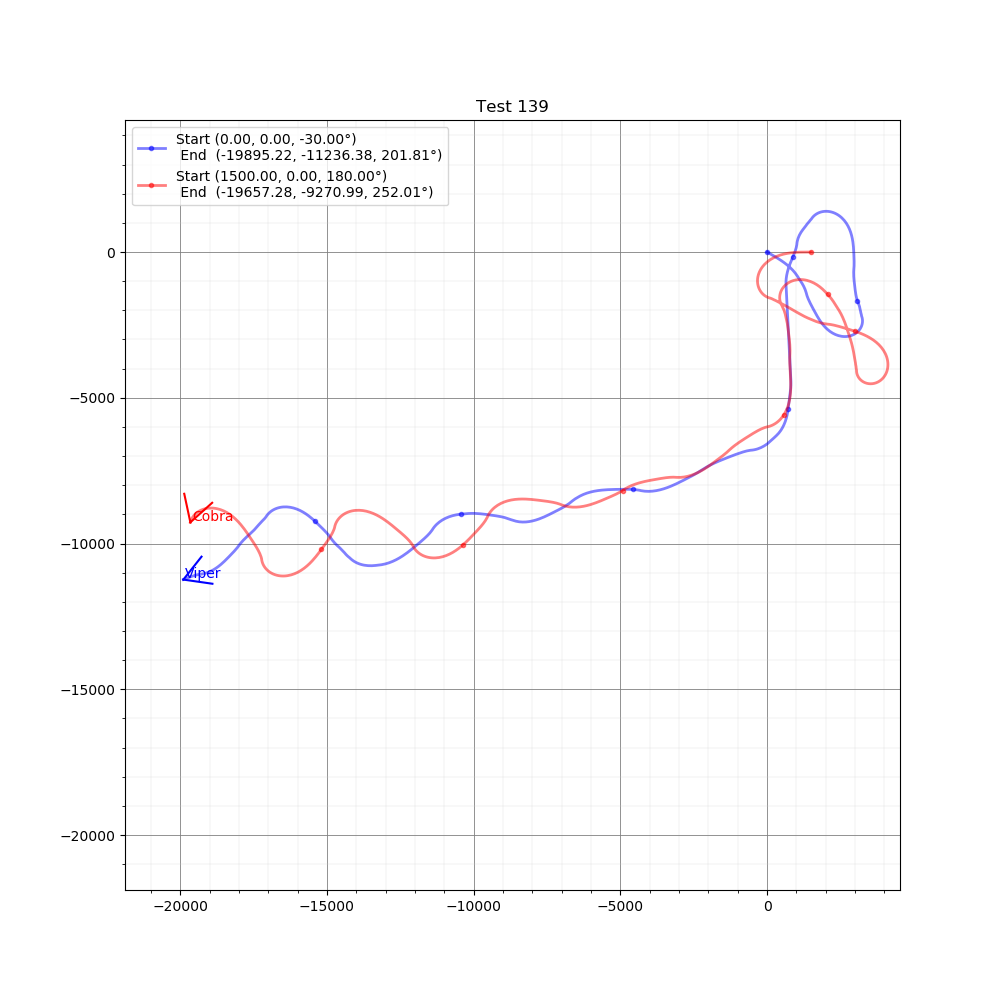 Test 139
Start (0.00, 0.00, -30.00°)
End (-19895.22, -11236.38, 201.81°)
Start (1500.00, 0.00, 180.00°)
End (-19657.28, -9270.99, 252.01°)
0
−5000
−10000
−15000
−20000
Cobra
Viper
−20000
−15000
−10000
−5000
0